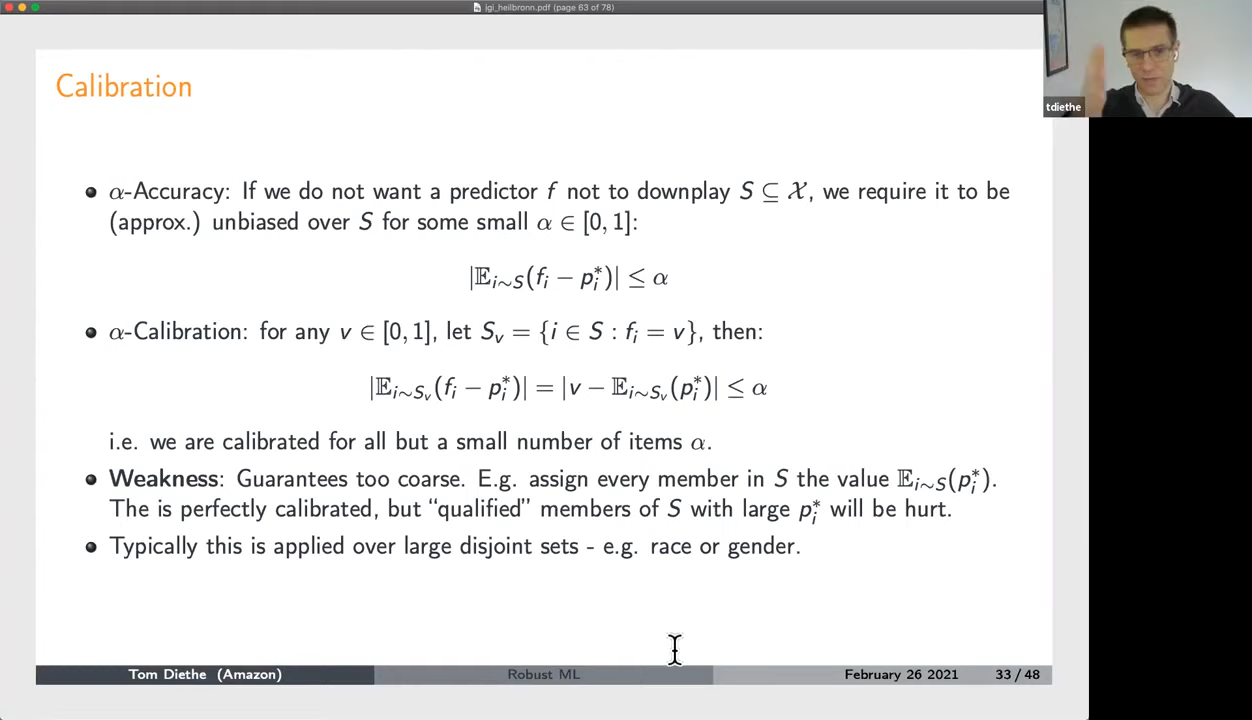 igi_heilbronn.pdf (page 63 of 78)
tdiethe
Calibration
α-Accuracy: If we do not want a predictor f not to downplay S ⊆ 𝒳, we require it to be
(approx.) unbiased over S for some small α ∈ [0, 1]:
|𝔼_{i∼S}(f_i − p_i^*)| ≤ α
α-Calibration: for any v ∈ [0, 1], let S_v = {i ∈ S : f_i = v}, then:
|𝔼_{i∼S_v}(f_i − p_i^*)| = |v − 𝔼_{i∼S_v}(p_i^*)| ≤ α
i.e. we are calibrated for all but a small number of items α.
Weakness: Guarantees too coarse. E.g. assign every member in S the value 𝔼_{i∼S}(p_i^*).
The is perfectly calibrated, but “qualified” members of S with large p_i^* will be hurt.
Typically this is applied over large disjoint sets - e.g. race or gender.
Tom Diethe (Amazon)
Robust ML
February 26 2021
33 / 48